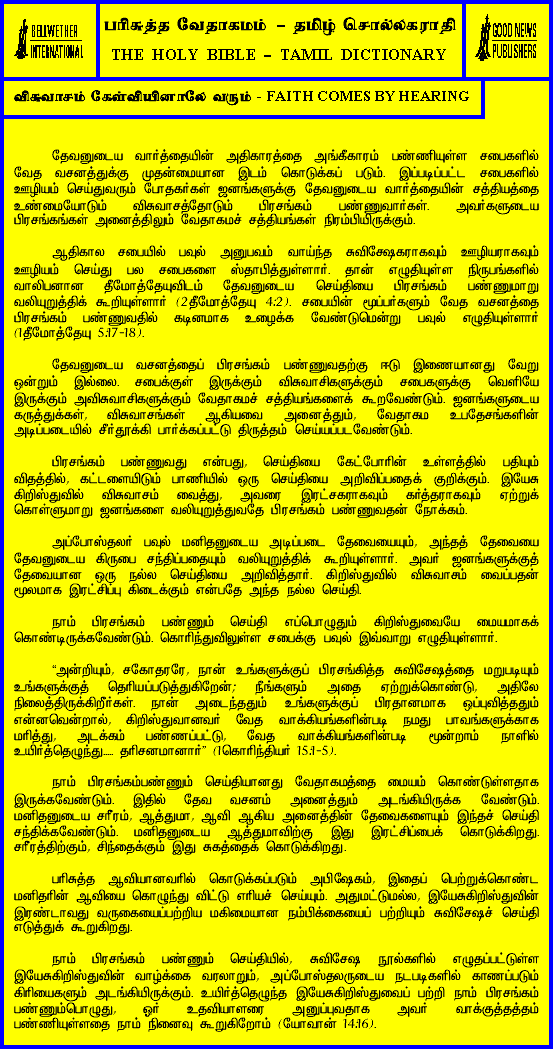 BELLWETHER
INTERNATIONAL
பரிசுத்த வேதாகமம் – தமிழ் சொல்லகராதி
THE HOLY BIBLE – TAMIL DICTIONARY
GOOD NEWS
PUBLISHERS
விசுவாசம் கேள்வியினாலே வரும் - FAITH COMES BY HEARING
தேவனுடைய வார்த்தையின் அதிகாரத்தை அங்கீகாரம் பண்ணியுள்ள சபைகளில்
வேத வசனத்துக்கு முதன்மையான இடம் கொடுக்கப் படும். இப்படிப்பட்ட சபைகளில்
ஊழியம் செய்துவரும் போதகர்கள் ஜனங்களுக்கு தேவனுடைய வார்த்தையின் சத்தியத்தை
உண்மையோடும் விசுவாசத்தோடும் பிரசங்கம் பண்ணுவார்கள். அவர்களுடைய
பிரசங்கங்கள் அனைத்திலும் வேதாகமச் சத்தியங்கள் நிரம்பியிருக்கும்.
ஆதிகால சபையில் பவுல் அனுபவம் வாய்ந்த சுவிசேஷகராகவும் ஊழியராகவும்
ஊழியம் செய்து பல சபைகளை ஸ்தாபித்துள்ளார். தான் எழுதியுள்ள நிருபங்களில்
வாலிபனான தீமோத்தேயுவிடம் தேவனுடைய செய்தியை பிரசங்கம் பண்ணுமாறு
வலியுறுத்திக் கூறியுள்ளார் (2தீமோத்தேயு 4:2). சபையின் மூப்பர்களும் வேத வசனத்தை
பிரசங்கம் பண்ணுவதில் கடினமாக உழைக்க வேண்டுமென்று பவுல் எழுதியுள்ளார்
(1தீமோத்தேயு 5:17-18).
தேவனுடைய வசனத்தைப் பிரசங்கம் பண்ணுவதற்கு ஈடு இணையானது வேறு
ஒன்றும் இல்லை. சபைக்குள் இருக்கும் விசுவாசிகளுக்கும் சபைகளுக்கு வெளியே
இருக்கும் அவிசுவாசிகளுக்கும் வேதாகமச் சத்தியங்களைக் கூறவேண்டும். ஜனங்களுடைய
கருத்துக்கள், விசுவாசங்கள் ஆகியவை அனைத்தும், வேதாகம உபதேசங்களின்
அடிப்படையில் சீர்தூக்கி பார்க்கப்பட்டு திருத்தம் செய்யப்படவேண்டும்.
பிரசங்கம் பண்ணுவது என்பது, செய்தியை கேட்போரின் உள்ளத்தில் பதியும்
விதத்தில், கட்டளையிடும் பாணியில் ஒரு செய்தியை அறிவிப்பதைக் குறிக்கும். இயேசு
கிறிஸ்துவில் விசுவாசம் வைத்து, அவரை இரட்சகராகவும் கர்த்தராகவும் ஏற்றுக்
கொள்ளுமாறு ஜனங்களை வலியுறுத்துவதே பிரசங்கம் பண்ணுவதன் நோக்கம்.
அப்போஸ்தலர் பவுல் மனிதனுடைய அடிப்படை தேவையையும், அந்தத் தேவையை
தேவனுடைய கிருபை சந்திப்பதையும் வலியுறுத்திக் கூறியுள்ளார். அவர் ஜனங்களுக்குத்
தேவையான ஒரு நல்ல செய்தியை அறிவித்தார். கிறிஸ்துவில் விசுவாசம் வைப்பதன்
மூலமாக இரட்சிப்பு கிடைக்கும் என்பதே அந்த நல்ல செய்தி.
நாம் பிரசங்கம் பண்ணும் செய்தி எப்பொழுதும் கிறிஸ்துவையே மையமாகக்
கொண்டிருக்கவேண்டும். கொரிந்துவிலுள்ள சபைக்கு பவுல் இவ்வாறு எழுதியுள்ளார்.
“அன்றியும், சகோதரரே, நான் உங்களுக்குப் பிரசங்கித்த சுவிசேஷத்தை மறுபடியும்
உங்களுக்குத் தெரியப்படுத்துகிறேன்; நீங்களும் அதை ஏற்றுக்கொண்டு, அதிலே
நிலைத்திருக்கிறீர்கள். நான் அடைந்ததும் உங்களுக்குப் பிரதானமாக ஒப்புவித்ததும்
என்னவென்றால், கிறிஸ்துவானவர் வேத வாக்கியங்களின்படி நமது பாவங்களுக்காக
மரித்து, அடக்கம் பண்ணப்பட்டு, வேத வாக்கியங்களின்படி மூன்றாம் நாளில்
உயிர்த்தெழுந்து..... தரிசனமானார்” (1கொரிந்தியர் 15:1-5).
நாம் பிரசங்கம்பண்ணும் செய்தியானது வேதாகமத்தை மையம் கொண்டுள்ளதாக
இருக்கவேண்டும். இதில் தேவ வசனம் அனைத்தும் அடங்கியிருக்க வேண்டும்.
மனிதனுடைய சரீரம், ஆத்துமா, ஆவி ஆகிய அனைத்தின் தேவைகளையும் இந்தச் செய்தி
சந்திக்கவேண்டும். மனிதனுடைய ஆத்துமாவிற்கு இது இரட்சிப்பைக் கொடுக்கிறது.
சரீரத்திற்கும், சிந்தைக்கும் இது சுகத்தைக் கொடுக்கிறது.
பரிசுத்த ஆவியானவரில் கொடுக்கப்படும் அபிஷேகம், இதைப் பெற்றுக்கொண்ட
மனிதரின் ஆவியை கொழுந்து விட்டு எரியச் செய்யும். அதுமட்டுமல்ல, இயேசுகிறிஸ்துவின்
இரண்டாவது வருகையைப்பற்றிய மகிமையான நம்பிக்கையைப் பற்றியும் சுவிசேஷச் செய்தி
எடுத்துக் கூறுகிறது.
நாம் பிரசங்கம் பண்ணும் செய்தியில், சுவிசேஷ நூல்களில் எழுதப்பட்டுள்ள
இயேசுகிறிஸ்துவின் வாழ்க்கை வரலாறும், அப்போஸ்தலருடைய நடபடிகளில் காணப்படும்
கிரியைகளும் அடங்கியிருக்கும். உயிர்த்தெழுந்த இயேசுகிறிஸ்துவைப் பற்றி நாம் பிரசங்கம்
பண்ணும்பொழுது, ஓர் உதவியாளரை அனுப்புவதாக அவர் வாக்குத்தத்தம்
பண்ணியுள்ளதை நாம் நினைவு கூறுகிறோம் (யோவான் 14:16).